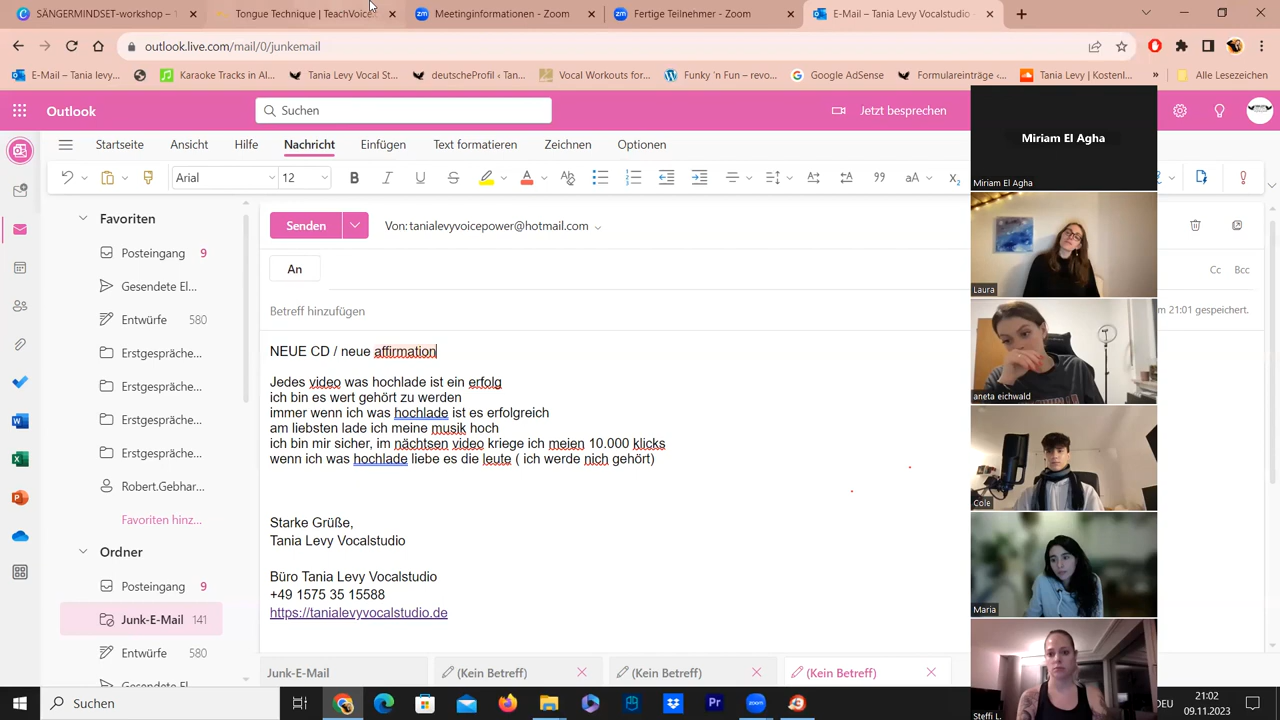 SÄNGERMINDSET-Worksh
Tongue Technique | TeachVoice
Meetinginformationen - Zoom
Fertige Teilnehmer - Zoom
E-Mail – Tania Levy Vocalstudio
outlook.live.com/mail/0/junkemail
E-Mail – Tania levy...
Karaoke Tracks in Al...
Tania Levy Vocal St...
deutscheProfil ‹ Tan...
Vocal Workouts for...
Funky 'n Fun – revo...
Google AdSense
Formulareinträge ‹...
Tania Levy | Kostenl...
Alle Lesezeichen
Outlook
Suchen
Jetzt besprechen
Startseite
Ansicht
Hilfe
Nachricht
Einfügen
Text formatieren
Zeichnen
Optionen
Arial
12
Favoriten
Posteingang 9
Gesendete El...
Entwürfe 580
Erstgespräche...
Erstgespräche...
Erstgespräche...
Erstgespräche...
Robert.Gebhar...
Favoriten hinz...
Ordner
Posteingang 9
Junk-E-Mail 141
Entwürfe 580
Gesendete El...
Senden
Von: tanialevyvoicepower@hotmail.com
An
Cc Bcc
Betreff hinzufügen
m 21:01 gespeichert.
NEUE CD / neue affirmation
Jedes video was hochlade ist ein erfolg
ich bin es wert gehört zu werden
immer wenn ich was hochlade ist es erfolgreich
am liebsten lade ich meine musik hoch
ich bin mir sicher, im nächtsen video kriege ich meien 10.000 klicks
wenn ich was hochlade liebe es die leute ( ich werde nich gehört)
Starke Grüße,
Tania Levy Vocalstudio
Büro Tania Levy Vocalstudio
+49 1575 35 15588
https://tanialevyvocalstudio.de
Junk-E-Mail
(Kein Betreff)
(Kein Betreff)
(Kein Betreff)
Miriam El Agha
Miriam El Agha
Laura
aneta eichwald
Cole
Maria
Steffi L.
Suchen
DEU
21:02
09.11.2023